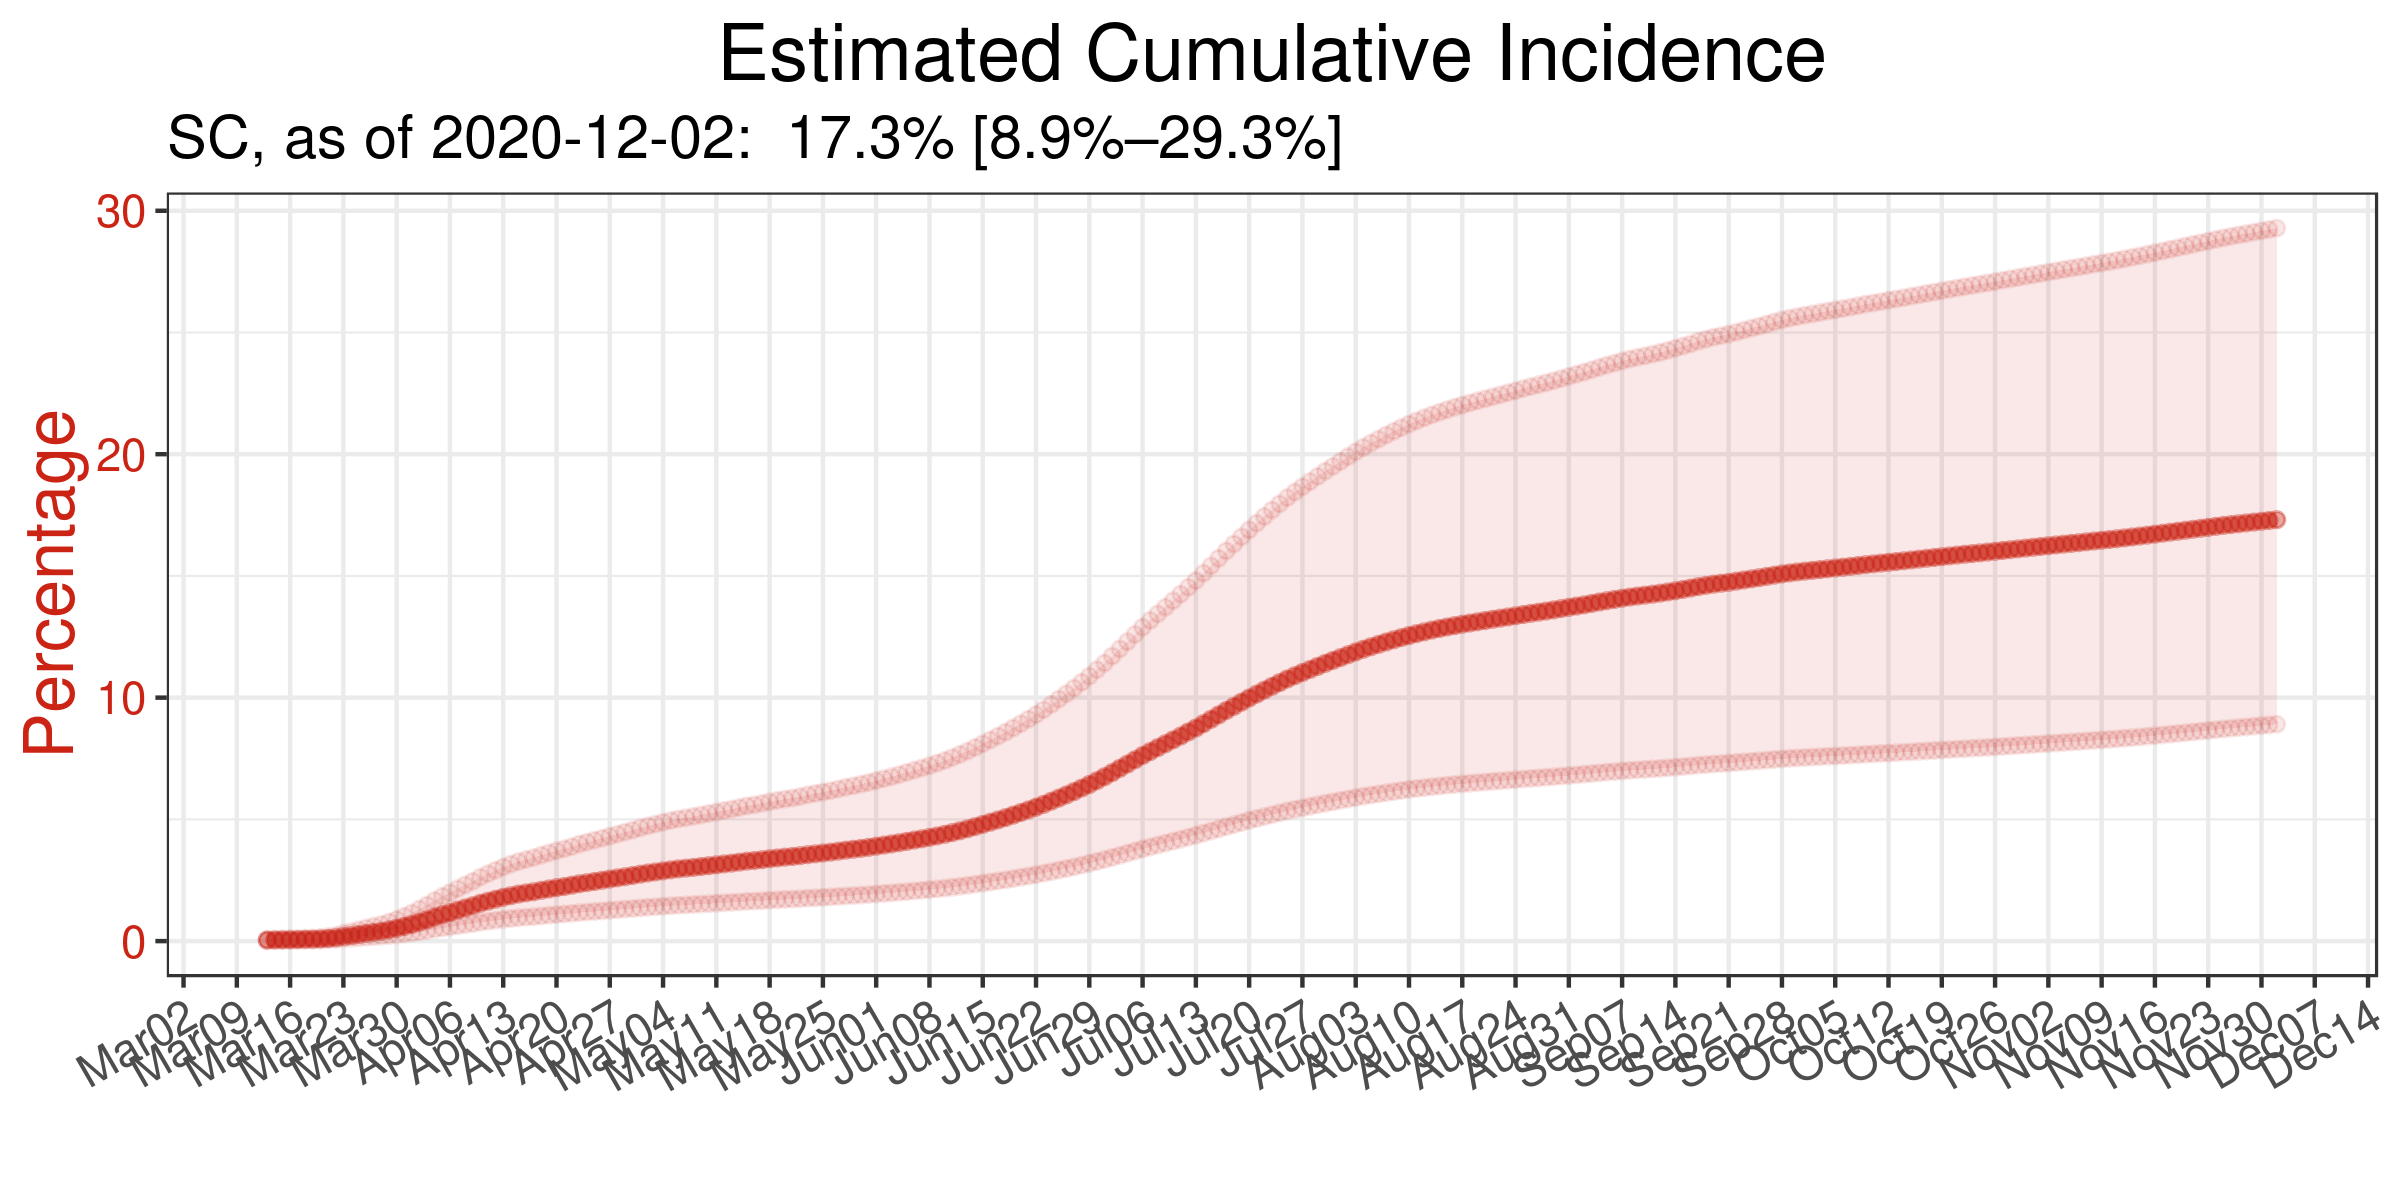 Estimated Cumulative Incidence
SC, as of 2020-12-02:  17.3% [8.9%–29.3%]
Percentage
30
20
10
0
Mar02
Mar09
Mar16
Mar23
Mar30
Apr06
Apr13
Apr20
Apr27
May04
May11
May18
May25
Jun01
Jun08
Jun15
Jun22
Jun29
Jul06
Jul13
Jul20
Jul27
Aug03
Aug10
Aug17
Aug24
Aug31
Sep07
Sep14
Sep21
Sep28
Oct05
Oct12
Oct19
Oct26
Nov02
Nov09
Nov16
Nov23
Nov30
Dec07
Dec14